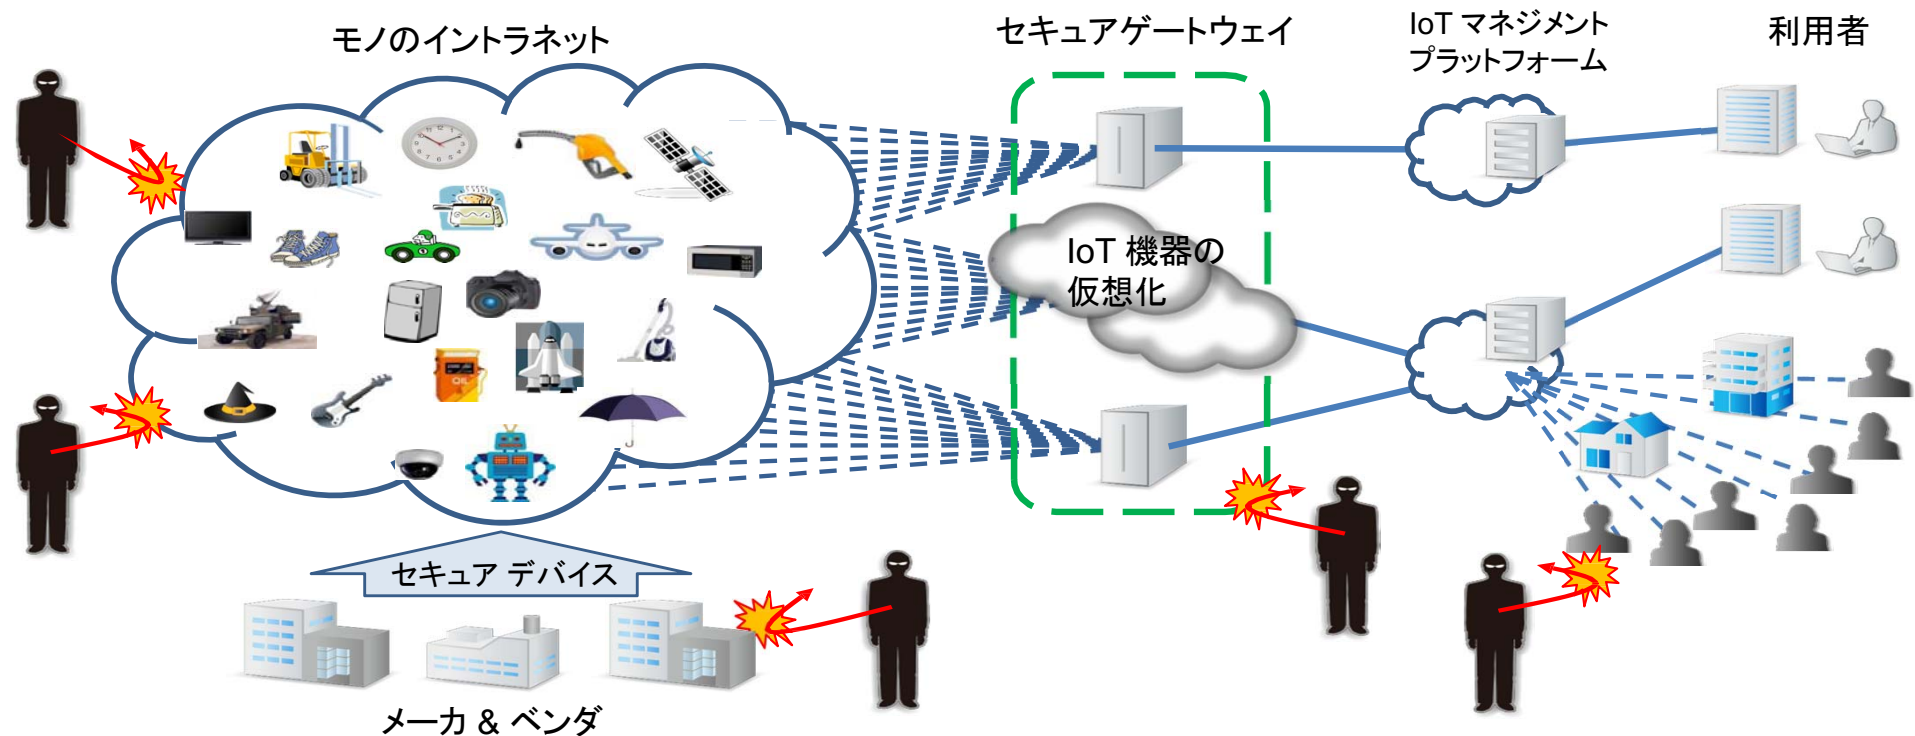 モノのイントラネット
セキュアゲートウェイ
IoT マネジメント
プラットフォーム
利用者
IoT 機器の
仮想化
OIL
セキュア デバイス
メーカ & ベンダ